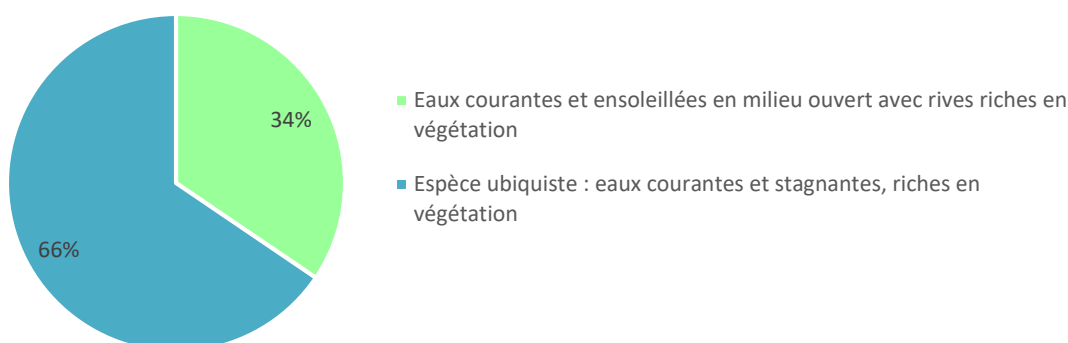 34%
66%
Eaux courantes et ensoleillées en milieu ouvert avec rives riches en
végétation
Espèce ubiquiste : eaux courantes et stagnantes, riches en
végétation